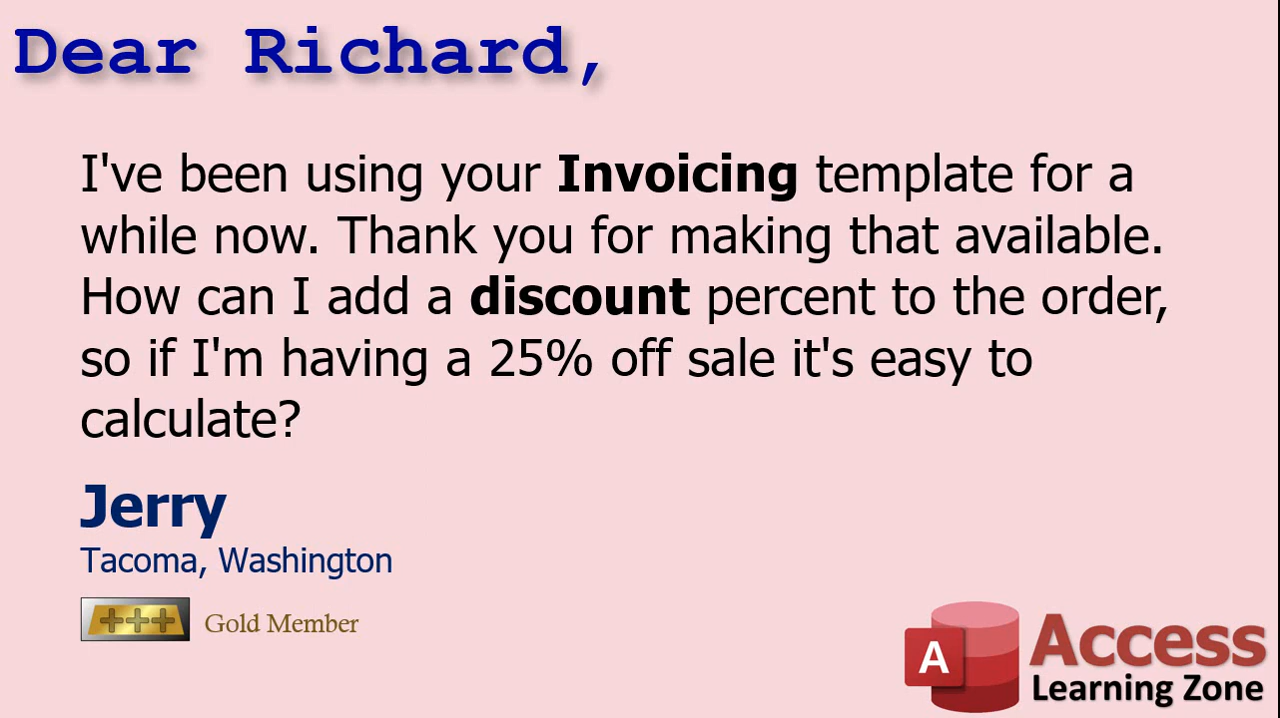 Dear Richard,
I've been using your Invoicing template for a
while now. Thank you for making that available.
How can I add a discount percent to the order,
so if I'm having a 25% off sale it's easy to
calculate?
Jerry
Tacoma, Washington
+++ Gold Member
A Access
Learning Zone